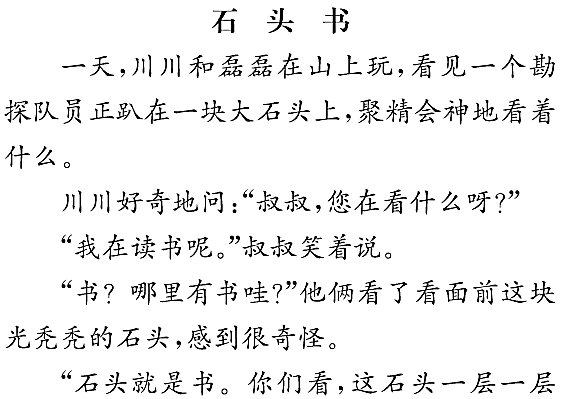 石 头 书
一天，川川和磊磊在山上玩，看见一个勘
探队员正趴在一块大石头上，聚精会神地看着
什么。
川川好奇地问：“叔叔，您在看什么呀？”
“我在读书呢。”叔叔笑着说。
“书？哪里有书哇？”他俩看了看面前这块
光秃秃的石头，感到很奇怪。
“石头就是书。你们看，这石头一层一层